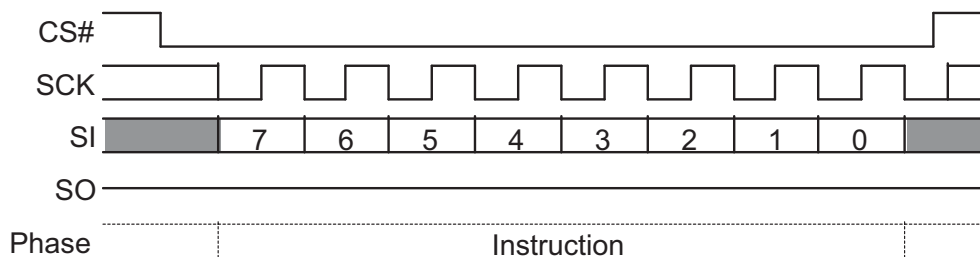 CS#
SCK
SI 7 6 5 4 3 2 1 0
SO
Phase Instruction